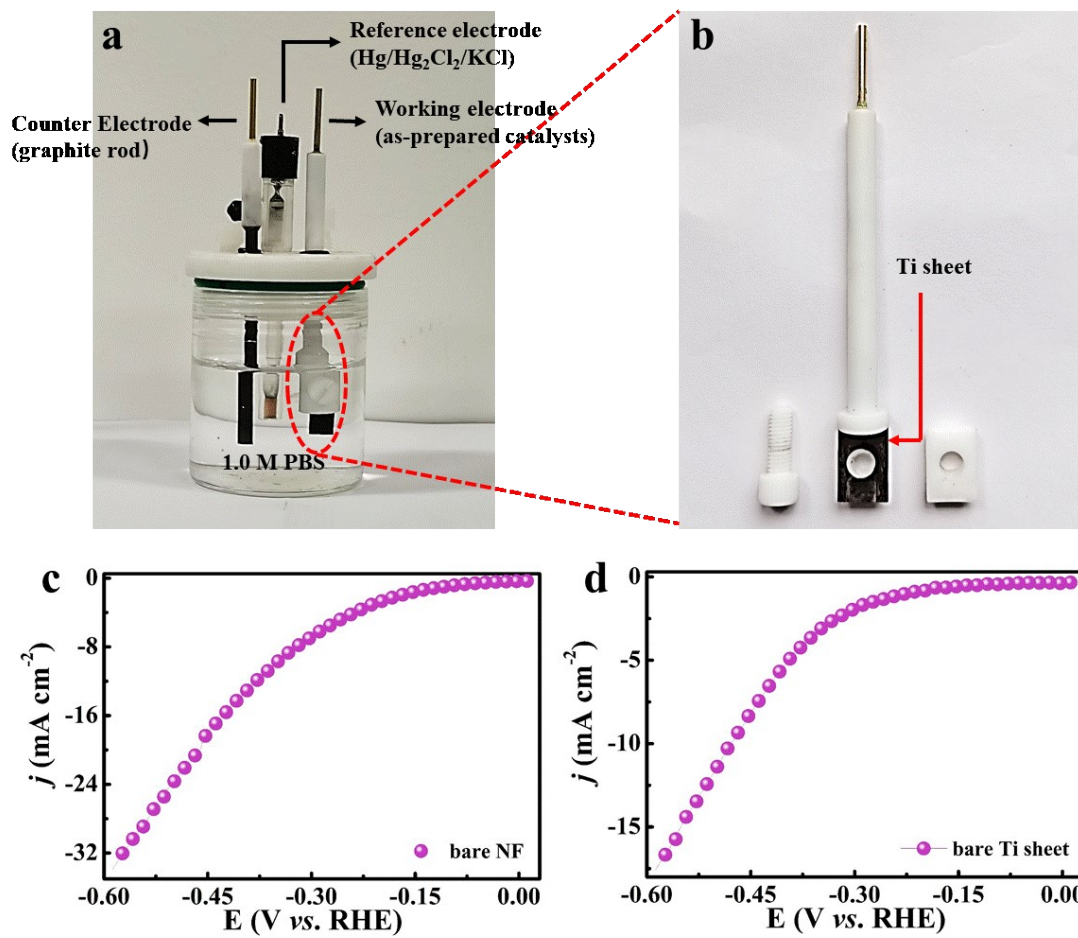 a
Reference electrode
(Hg/Hg₂Cl₂/KCl)
Counter Electrode
(graphite rod)
Working electrode
(as-prepared catalysts)
1.0 M PBS
b
Ti sheet
c
0
-8
-16
-24
-32
j (mA cm⁻²)
bare NF
-0.60
-0.45
-0.30
-0.15
0.00
E (V vs. RHE)
d
0
-5
-10
-15
j (mA cm⁻²)
bare Ti sheet
-0.60
-0.45
-0.30
-0.15
0.00
E (V vs. RHE)